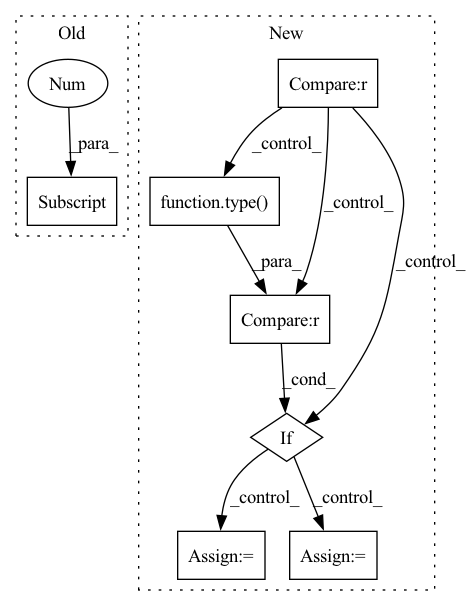 Old
New
Num
Compare:r
_para_
_control_
Subscript
function.type()
_control_
_para_
_control_
Compare:r
_cond_
If
_control_
_control_
Assign:=
Assign:=